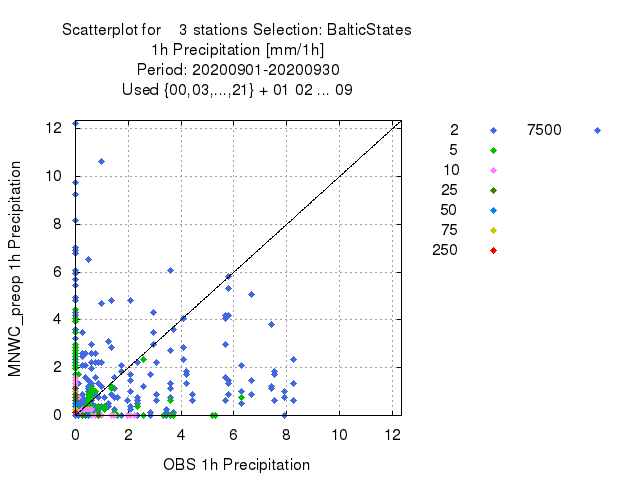 Scatterplot for 3 stations Selection: BalticStates
1h Precipitation [mm/1h]
Period: 20200901-20200930
Used {00,03,...,21} + 01 02 ... 09
MNWC_preop 1h Precipitation
12
10
8
6
4
2
0
0 2 4 6 8 10 12
OBS 1h Precipitation
2 7500
5
10
25
50
75
250